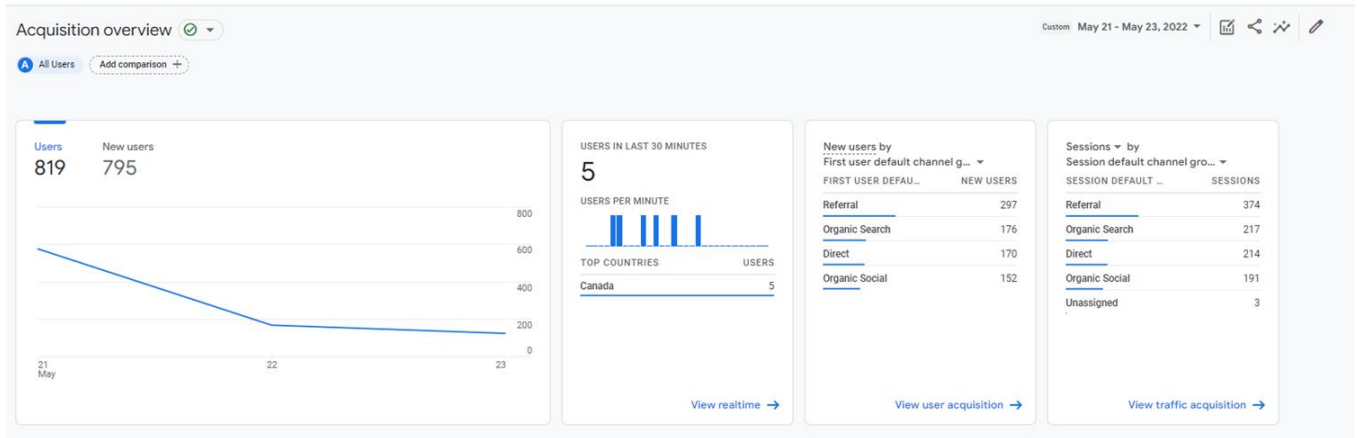 Acquisition overview
Custom May 21 - May 23, 2022
A All Users
Add comparison +
Users
819
New users
795
800
600
400
200
0
21
May
22
23
USERS IN LAST 30 MINUTES
5
USERS PER MINUTE
TOP COUNTRIES USERS
Canada 5
View realtime →
New users by
First user default channel g...
FIRST USER DEFAU... NEW USERS
Referral 297
Organic Search 176
Direct 170
Organic Social 152
View user acquisition →
Sessions by
Session default channel gro...
SESSION DEFAULT ... SESSIONS
Referral 374
Organic Search 217
Direct 214
Organic Social 191
Unassigned 3
View traffic acquisition →